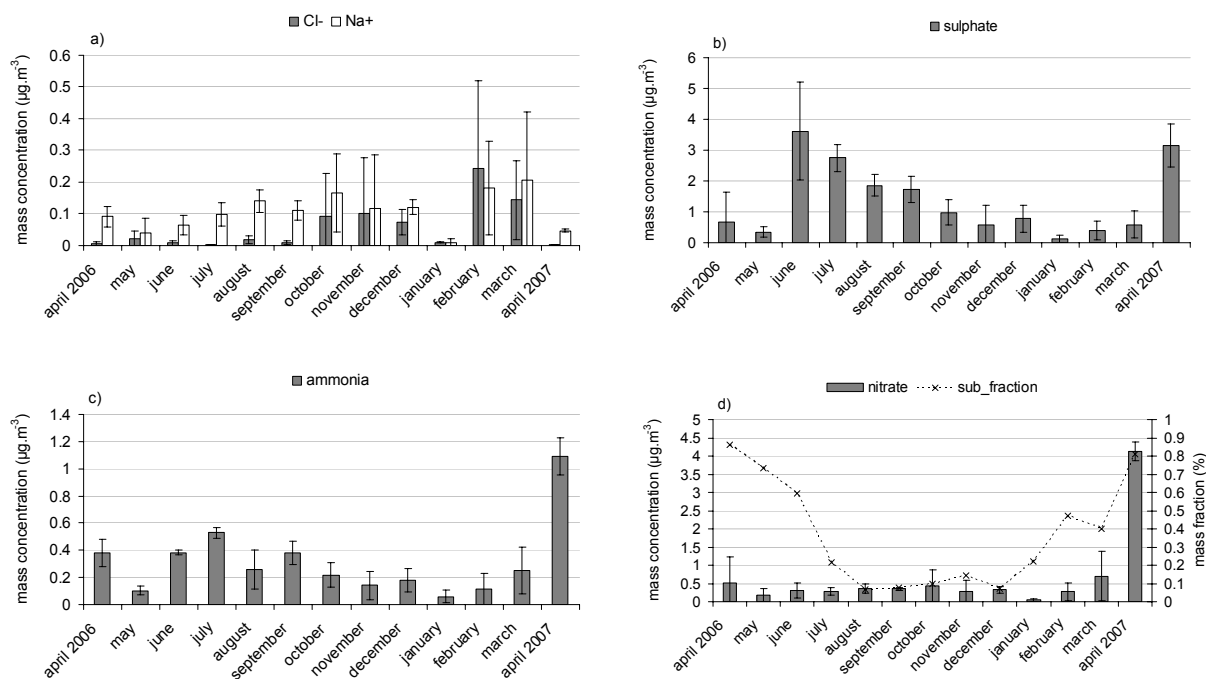 Cl- Na+
a)
mass concentration (µg.m-3)
0.6
0.5
0.4
0.3
0.2
0.1
0
april 2006
may
june
july
august
september
october
november
december
january
february
march
april 2007
sulphate
b)
mass concentration (µg.m-3)
6
5
4
3
2
1
0
april 2006
may
june
july
august
september
october
november
december
january
february
march
april 2007
ammonia
c)
mass concentration (µg.m-3)
1.4
1.2
1
0.8
0.6
0.4
0.2
0
april 2006
may
june
july
august
september
october
november
december
january
february
march
april 2007
nitrate sub_fraction
d)
mass concentration (µg.m-3)
5
4.5
4
3.5
3
2.5
2
1.5
1
0.5
0
1
0.9
0.8
0.7
0.6
0.5
0.4
0.3
0.2
0.1
0
mass fraction (%)
april 2006
may
june
july
august
september
october
november
december
january
february
march
april 2007